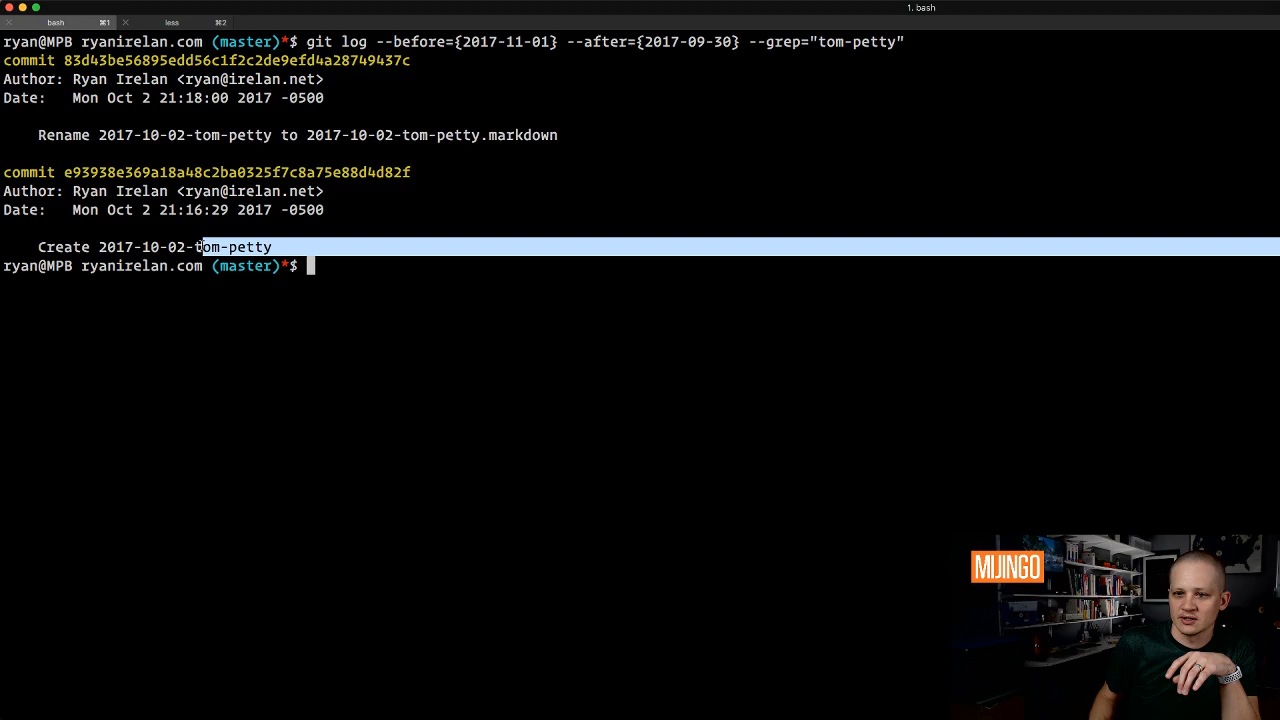 1. bash
bash ⌘1
less ⌘2
ryan@MPB ryanirelan.com (master)*$ git log --before={2017-11-01} --after={2017-09-30} --grep="tom-petty"
commit 83d43be56895edd56c1f2c2de9efd4a28749437c
Author: Ryan Irelan <ryan@irelan.net>
Date:   Mon Oct 2 21:18:00 2017 -0500
Rename 2017-10-02-tom-petty to 2017-10-02-tom-petty.markdown
commit e93938e369a18a48c2ba0325f7c8a75e88d4d82f
Author: Ryan Irelan <ryan@irelan.net>
Date:   Mon Oct 2 21:16:29 2017 -0500
Create 2017-10-02-tom-petty
ryan@MPB ryanirelan.com (master)*$
MIJINGO